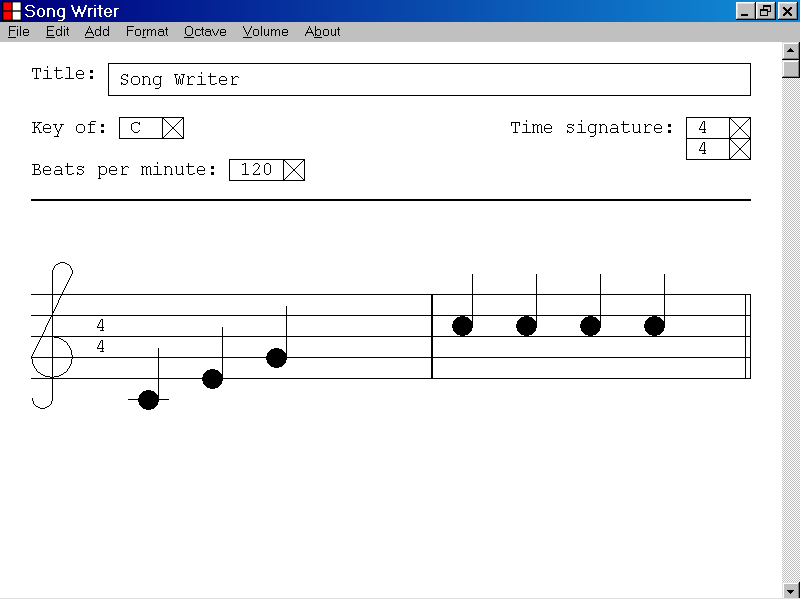 Song Writer
File Edit Add Format Octave Volume About
Title: Song Writer
Key of: C Time signature: 4
4
Beats per minute: 120
4
4